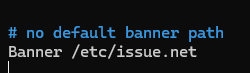 # no default banner path
Banner /etc/issue.net